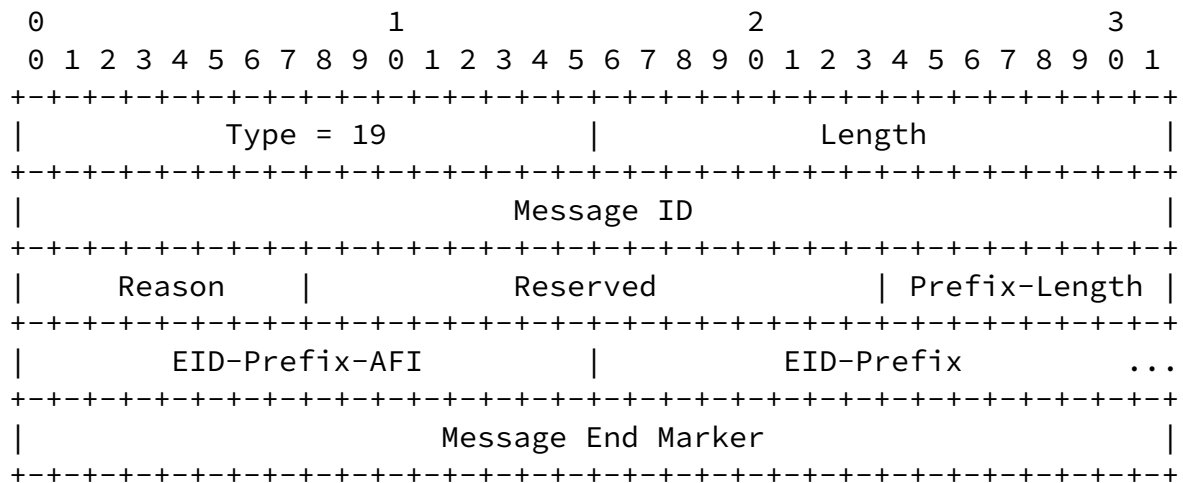 0                   1                   2                   3
 0 1 2 3 4 5 6 7 8 9 0 1 2 3 4 5 6 7 8 9 0 1 2 3 4 5 6 7 8 9 0 1
+-+-+-+-+-+-+-+-+-+-+-+-+-+-+-+-+-+-+-+-+-+-+-+-+-+-+-+-+-+-+-+-+
|           Type = 19           |            Length             |
+-+-+-+-+-+-+-+-+-+-+-+-+-+-+-+-+-+-+-+-+-+-+-+-+-+-+-+-+-+-+-+-+
|                           Message ID                          |
+-+-+-+-+-+-+-+-+-+-+-+-+-+-+-+-+-+-+-+-+-+-+-+-+-+-+-+-+-+-+-+-+
|     Reason    |           Reserved            | Prefix-Length |
+-+-+-+-+-+-+-+-+-+-+-+-+-+-+-+-+-+-+-+-+-+-+-+-+-+-+-+-+-+-+-+-+
|        EID-Prefix-AFI         |          EID-Prefix         ...
+-+-+-+-+-+-+-+-+-+-+-+-+-+-+-+-+-+-+-+-+-+-+-+-+-+-+-+-+-+-+-+-+
|                       Message End Marker                      |
+-+-+-+-+-+-+-+-+-+-+-+-+-+-+-+-+-+-+-+-+-+-+-+-+-+-+-+-+-+-+-+-+